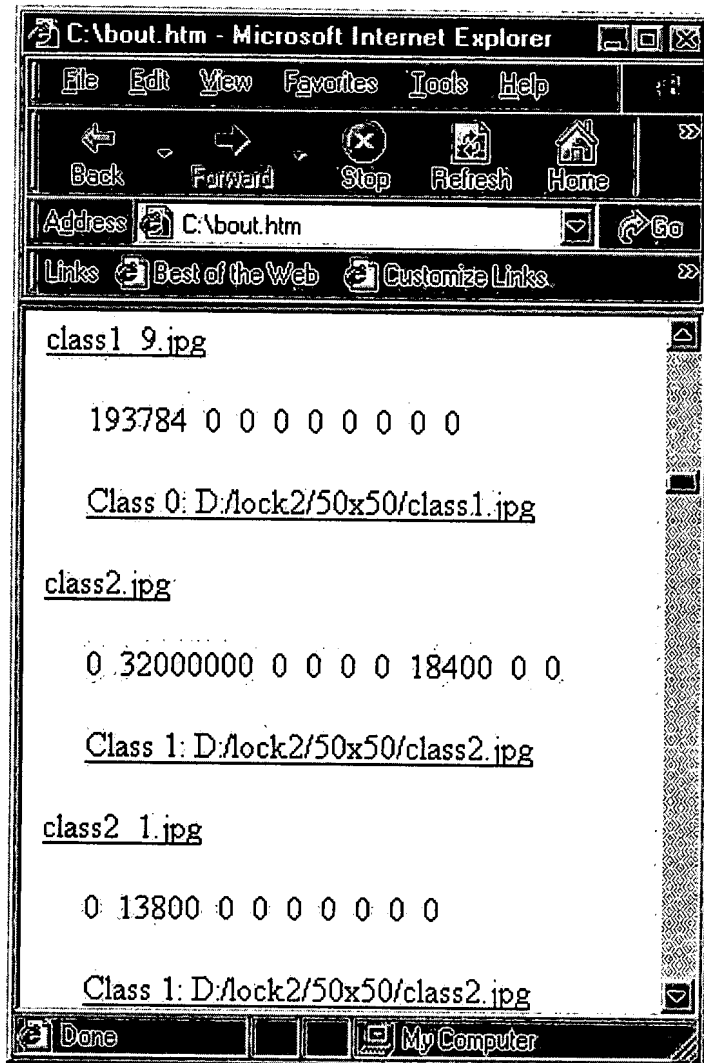 C:\bout.htm - Microsoft Internet Explorer
File Edit View Favorites Tools Help
Back Forward Stop Refresh Home
Address C:\bout.htm Go
Links Best of the Web Customize Links
class1_9.jpg
193784 0 0 0 0 0 0 0 0
Class 0: D:/lock2/50x50/class1.jpg
class2.jpg
0 32000000 0 0 0 0 18400 0 0
Class 1: D:/lock2/50x50/class2.jpg
class2_1.jpg
0 13800 0 0 0 0 0 0 0
Class 1: D:/lock2/50x50/class2.jpg
Done My Computer